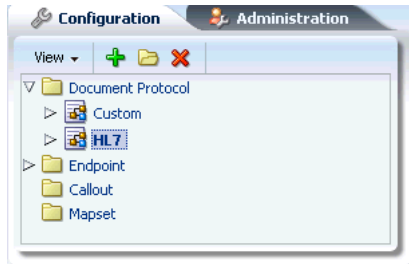 Configuration Administration
View
Document Protocol
Custom
HL7
Endpoint
Callout
Mapset